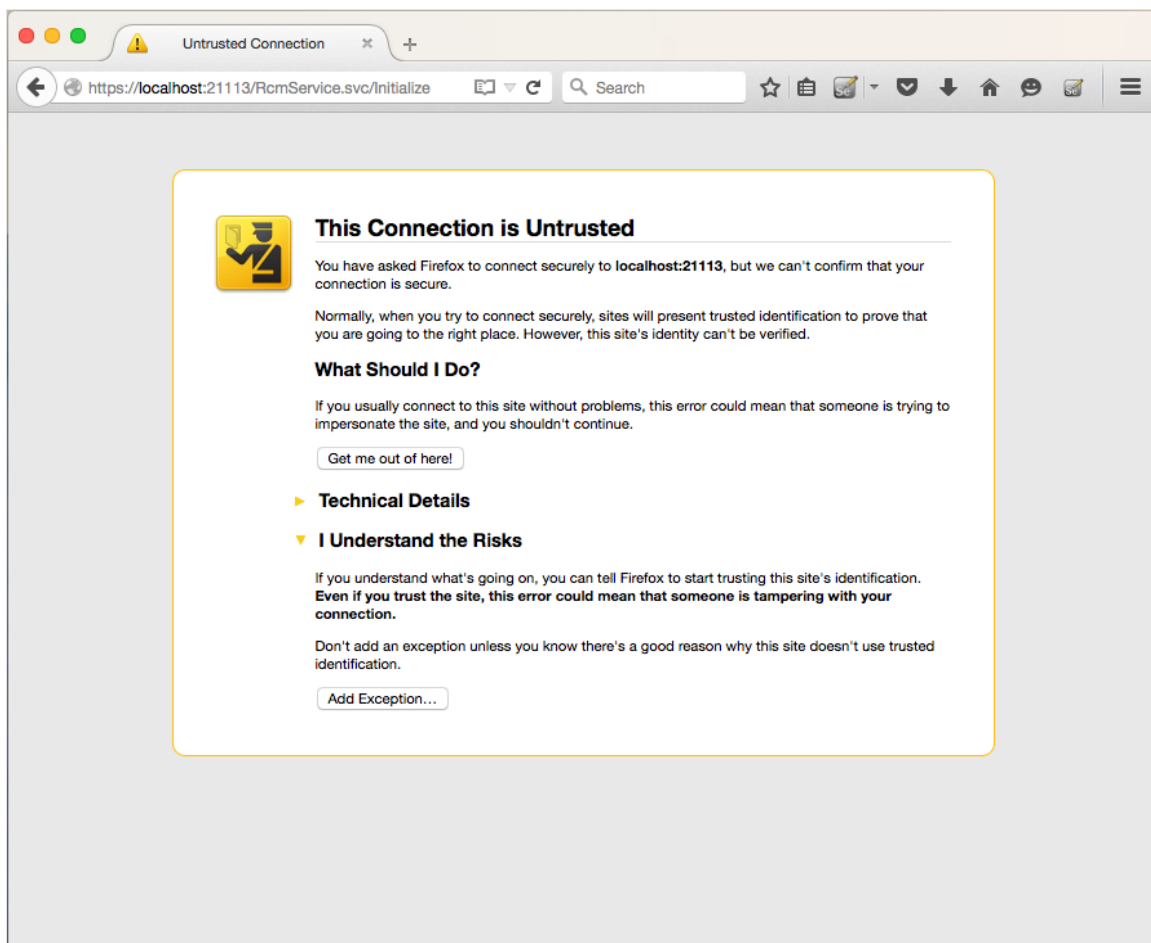 Untrusted Connection
https://localhost:21113/RcmService.svc/Initialize
Search
This Connection is Untrusted
You have asked Firefox to connect securely to localhost:21113, but we can't confirm that your
connection is secure.
Normally, when you try to connect securely, sites will present trusted identification to prove that
you are going to the right place. However, this site's identity can't be verified.
What Should I Do?
If you usually connect to this site without problems, this error could mean that someone is trying to
impersonate the site, and you shouldn't continue.
Get me out of here!
Technical Details
I Understand the Risks
If you understand what's going on, you can tell Firefox to start trusting this site's identification.
Even if you trust the site, this error could mean that someone is tampering with your
connection.
Don't add an exception unless you know there's a good reason why this site doesn't use trusted
identification.
Add Exception...